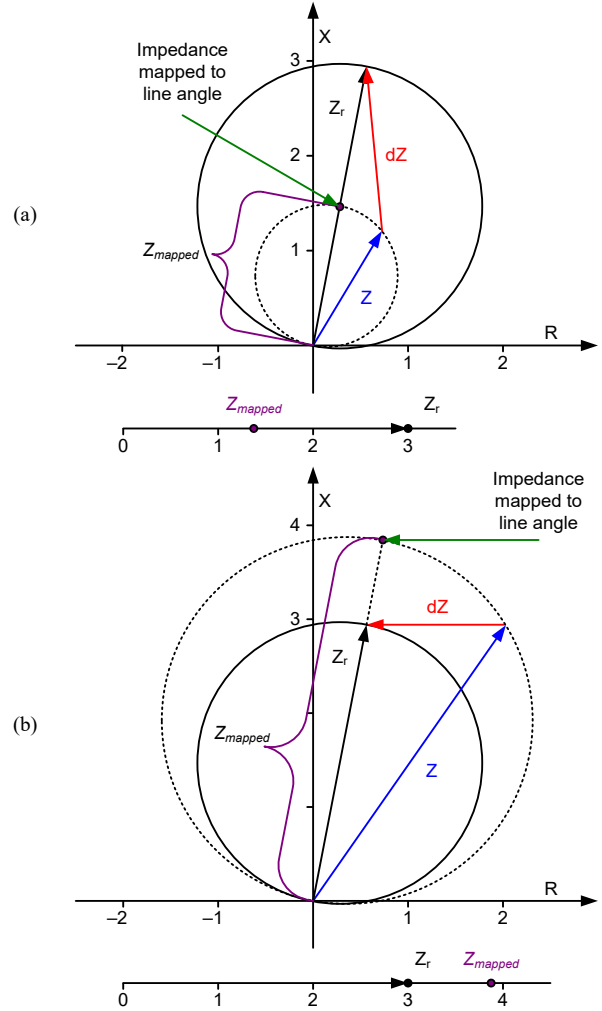 X
Impedance
mapped to
line angle
3
Zr
2
dZ
(a)
Zmapped
1
Z
R
–2
–1
0
1
2
Zmapped
Zr
0
1
2
3
X
Impedance
mapped to
line angle
4
dZ
3
Zr
(b)
Zmapped
Z
R
–2
–1
0
1
2
Zr
Zmapped
0
1
2
3
4